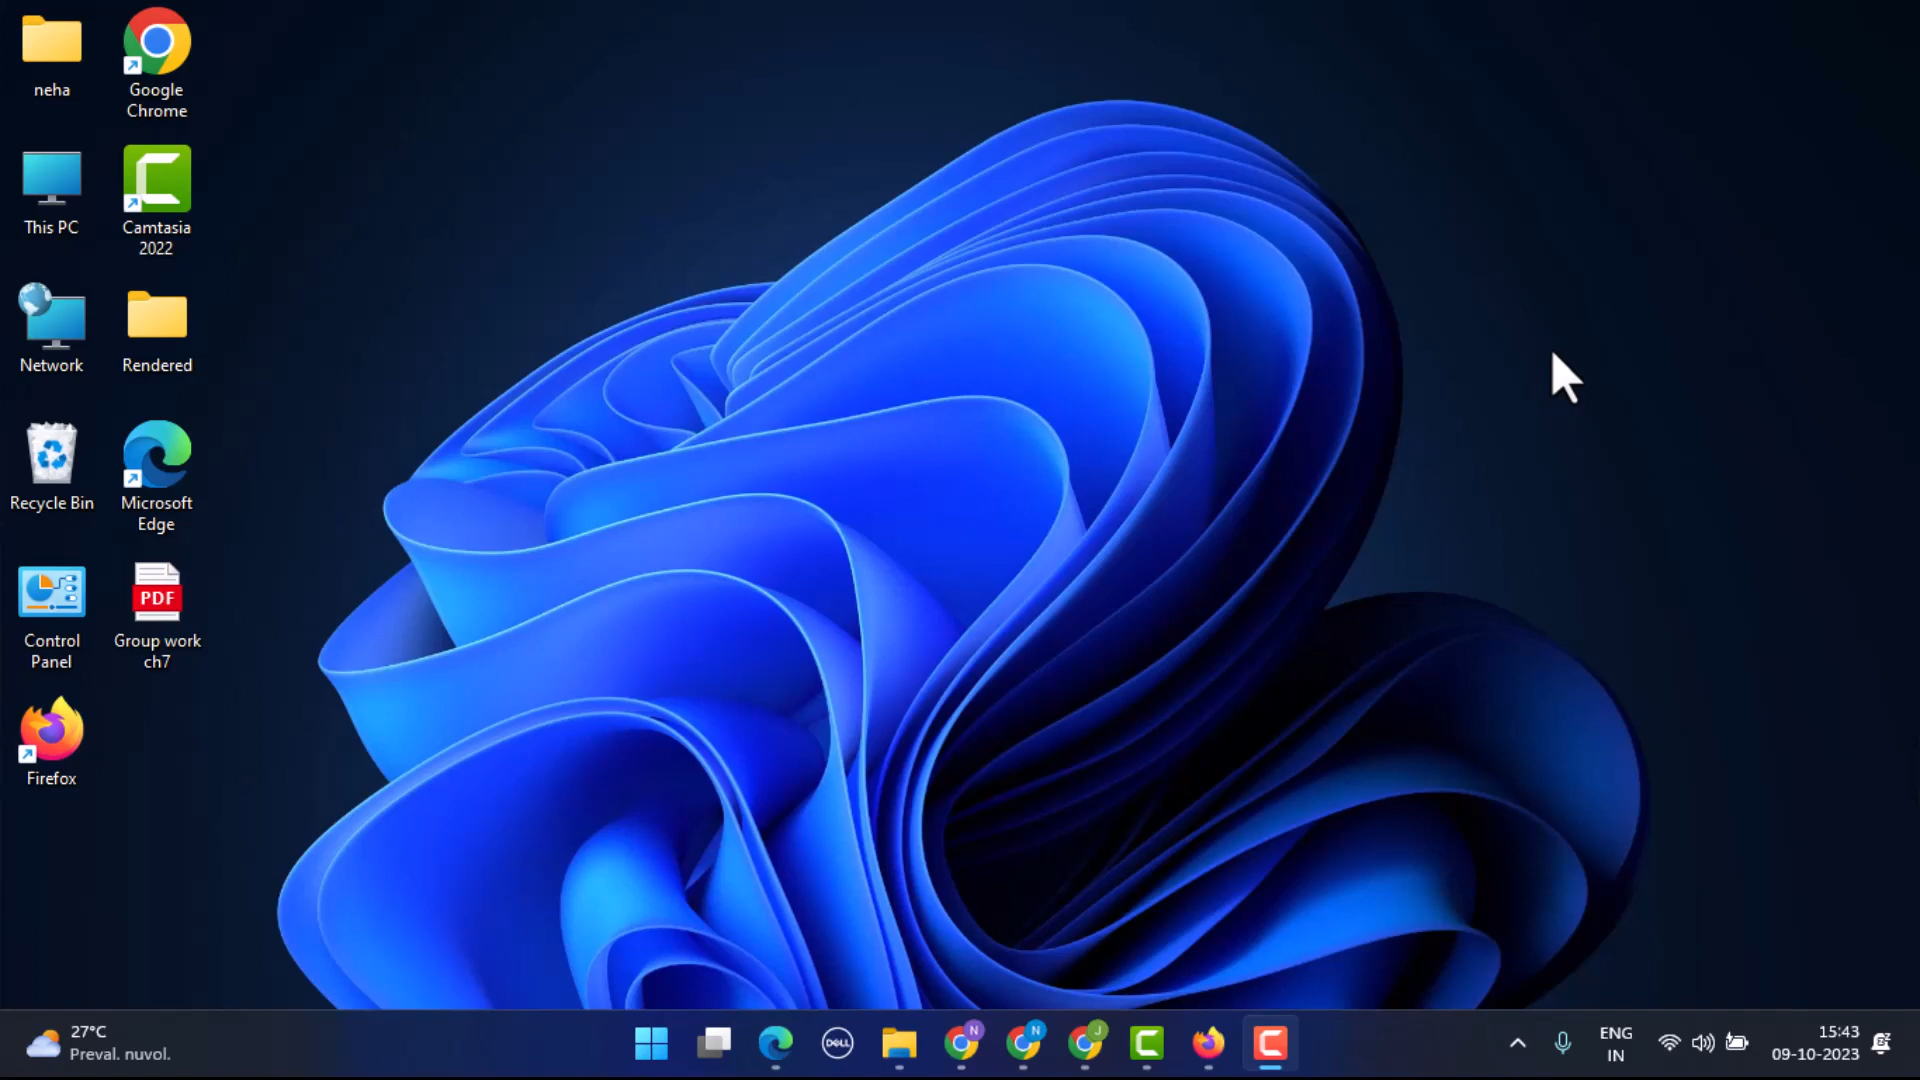 neha
Google
Chrome
This PC
Camtasia
2022
Network
Rendered
Recycle Bin
Microsoft
Edge
Control
Panel
PDF
Group work
ch7
Firefox
27°C
Preval. nuvol.
DELL
N
N
J
ENG
IN
15:43
09-10-2023